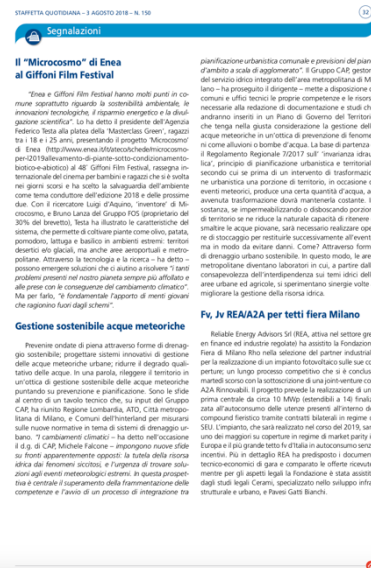 STAFFETTA QUOTIDIANA – 3 AGOSTO 2018 – N. 150
32
Segnalazioni
Il “Microcosmo” di Enea
al Giffoni Film Festival
“Enea e Giffoni Film Festival hanno molti punti in co-
mune soprattutto riguardo la sostenibilità ambientale, le
innovazioni tecnologiche, il risparmio energetico e la divul-
gazione scientifica”. Lo ha detto il presidente dell’Agenzia
Federico Testa alla platea della ‘Masterclass Green’, ragazzi
tra i 18 e i 25 anni, presentando il progetto ‘Microcosmo’
di Enea (http://www.enea.it/it/ateco/schede/microcosmo-
per-l2019allevamento-di-piante-sotto-condizionamento-
biotico-e-abiotico) al 48° Giffoni Film Festival, rassegna in-
ternazionale del cinema per bambini e ragazzi che si è svolta
nei giorni scorsi e ha scelto la salvaguardia dell’ambiente
come tema conduttore dell’edizione 2018 e delle prossime
due. Con il ricercatore Luigi d’Aquino, ‘inventore’ di Mi-
crocosmo, e Bruno Lanza del Gruppo FOS (proprietario del
30% del brevetto), Testa ha illustrato le caratteristiche del
sistema, che permette di coltivare piante come olivo, patata,
pomodoro, lattuga e basilico in ambienti estremi: territori
desertici e/o glaciali, ma anche aree aeroportuali e metro-
politane. Attraverso la tecnologia e la ricerca – ha detto –
possono emergere soluzioni che ci aiutino a risolvere “i tanti
problemi presenti nel nostro pianeta sempre più affollato e
alle prese con le conseguenze del cambiamento climatico”.
Ma per farlo, “è fondamentale l’apporto di menti giovani
che ragionino fuori dagli schemi”.
Gestione sostenibile acque meteoriche
Prevenire ondate di piena attraverso forme di drenag-
gio sostenibile; progettare sistemi innovativi di gestione
delle acque meteoriche urbane; ridurre il degrado quali-
tativo delle acque. In una parola, rileggere il territorio in
un’ottica di gestione sostenibile delle acque meteoriche
puntando su prevenzione e pianificazione. Sono le sfide
al centro di un tavolo tecnico che, su input del Gruppo
CAP, ha riunito Regione Lombardia, ATO, Città metropo-
litana di Milano, e Comuni dell’hinterland per misurarsi
sulle nuove normative in tema di sistemi di drenaggio ur-
bano. “I cambiamenti climatici – ha detto nell’occasione
il d.g. di CAP, Michele Falcone – impongono nuove sfide
su fronti apparentemente opposti: la tutela della risorsa
idrica dai fenomeni siccitosi, e l’urgenza di trovare solu-
zioni agli eventi meteorologici estremi. In questa prospet-
tiva è centrale il superamento della frammentazione delle
competenze e l’avvio di un processo di integrazione tra
pianificazione urbanistica comunale e previsioni del pian
d’ambito a scala di agglomerato”. Il Gruppo CAP, gestor
del servizio idrico integrato dell’area metropolitana di M
lano – ha proseguito il dirigente – mette a disposizione d
comuni e uffici tecnici le proprie competenze e le risors
necessarie alla redazione di documentazione e studi ch
andranno inseriti in un Piano di Governo del Territori
che tenga nella giusta considerazione la gestione dell
acque in un’ottica di prevenzione di fenomen
ni come alluvioni o bombe d’acqua. La base di partenza
il Regolamento Regionale 7/2017 sull’ ‘invarianza idrau
lica’, principio di pianificazione urbanistica e territorial
secondo cui se prima di un intervento di trasformazio
ne urbanistica una porzione di territorio, in occasione d
eventi meteorici, produce una certa quantità d’acqua, a
avvenuta trasformazione dovrà mantenerla costante. I
sostanza, se impermeabilizzando o disboscando porzion
di territorio se ne riduce la naturale capacità di ritenere
smaltire le acque piovane, sarà necessario realizzare ope
re di stoccaggio per restituirle successivamente all’event
ma in modo da evitare danni. Come? Attraverso form
di drenaggio urbano sostenibile. In questo modo, le are
metropolitane diventano laboratori in cui, a partire dall
consapevolezza dell’interdipendenza sui temi idrici dell
aree urbane ed agricole, si sperimentano sinergie volte
migliorare la gestione della risorsa idrica.
Fv, Jv REA/A2A per tetti fiera Milano
Reliable Energy Advisors Srl (REA, attiva nel settore gre
en finance ed industrie regolate) ha assistito la Fondazion
Fiera di Milano Rho nella selezione del partner industrial
per la realizzazione di un impianto fotovoltaico sulle sue co
perture; un lungo processo competitivo che si è conclus
martedì scorso con la sottoscrizione di una joint-venture co
A2A Rinnovabili. Il progetto prevede la realizzazione di un
prima centrale da circa 10 MWp (estendibili a 14) finaliz
zata all’autoconsumo delle utenze presenti all’interno de
compound fieristico tramite contratti bilaterali in regime d
SEU. L’impianto, che sarà realizzato nel corso del 2019, sar
uno dei maggiori su coperture in regime di market parity i
Europa e il più grande tetto fv d’Italia in autoconsumo senz
incentivi. Più in dettaglio REA ha predisposto i document
tecnico-economici di gara e comparato le offerte ricevut
mentre per gli aspetti legali la Fondazione è stata assistit
dagli studi legali Cerami, specializzato nello sviluppo infra
strutturale e urbano, e Pavesi Gatti Bianchi.